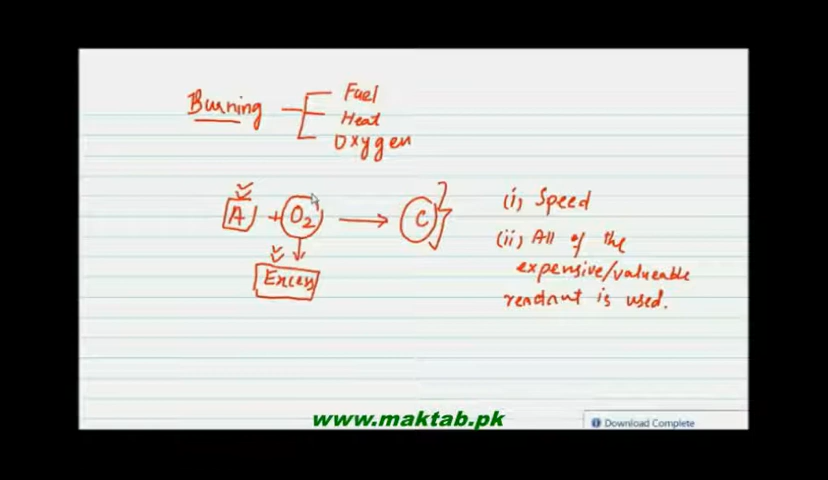 Burning
Fuel
Heat
Oxygen
A + O2 → C
Excess
(i) Speed
(ii) All of the
expensive/valueable
reactant is used.
www.maktab.pk
Download Complete